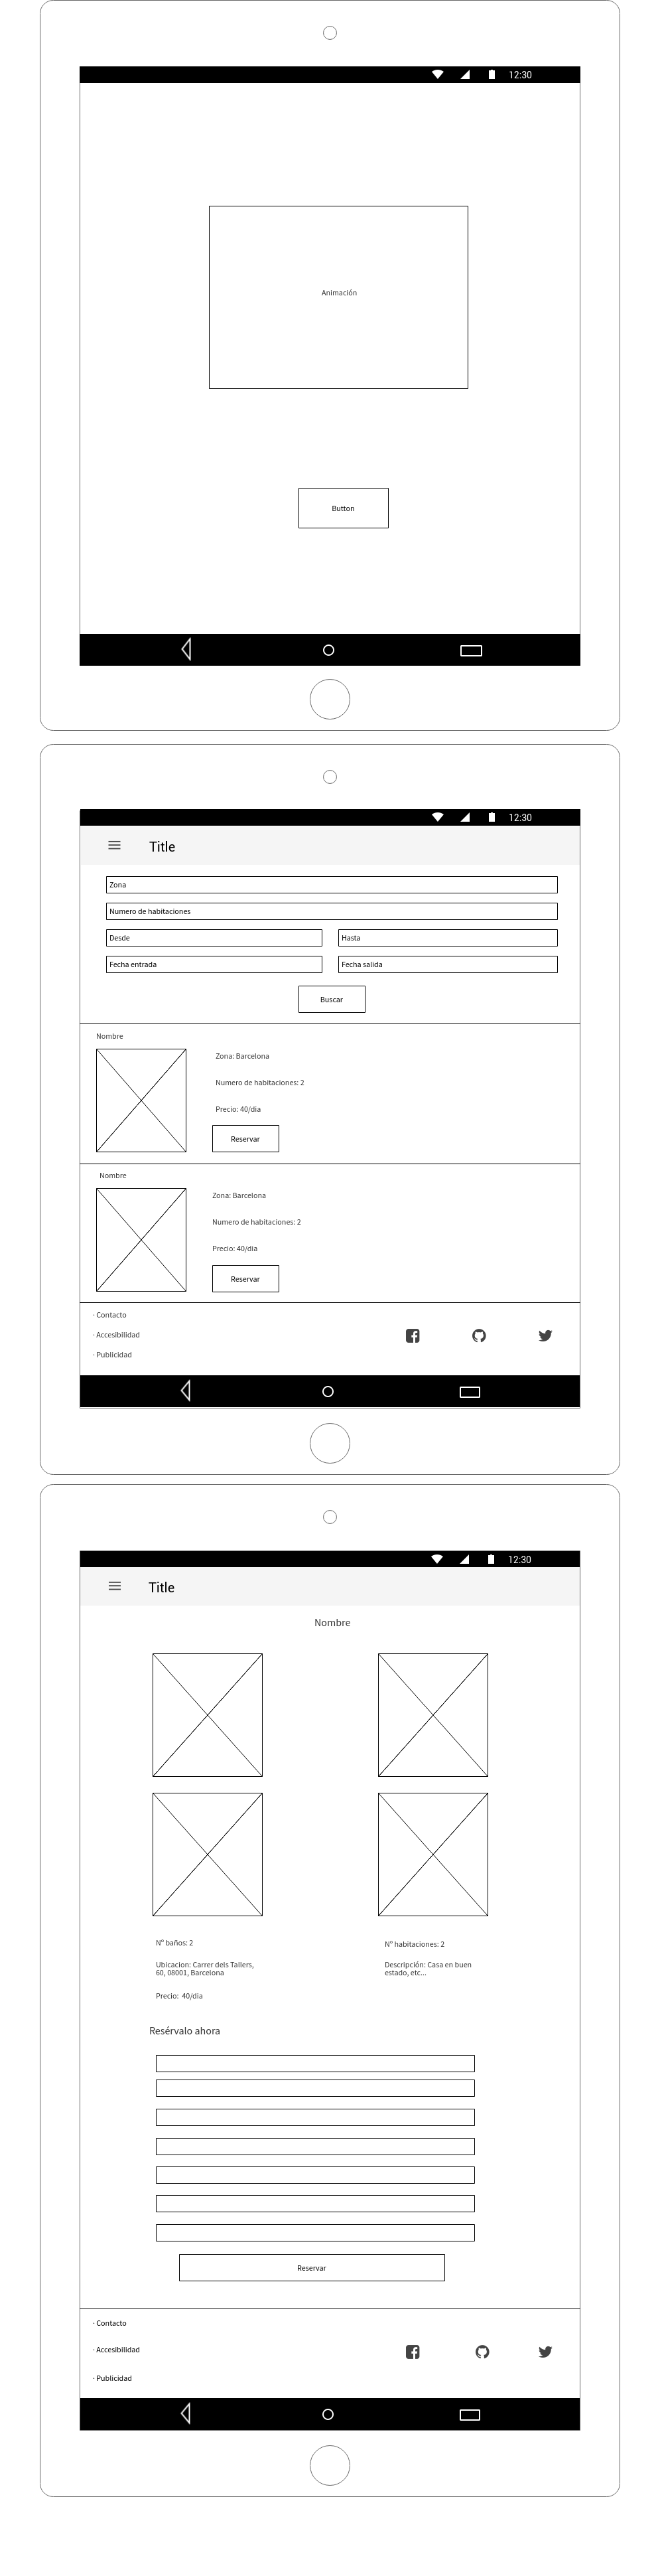 12:30
Animación
Button
12:30
Title
Zona
Numero de habitaciones
Desde
Hasta
Fecha entrada
Fecha salida
Buscar
Nombre
Zona: Barcelona
Numero de habitaciones: 2
Precio: 40/dia
Reservar
Nombre
Zona: Barcelona
Numero de habitaciones: 2
Precio: 40/dia
Reservar
· Contacto
· Accesibilidad
· Publicidad
12:30
Title
Nombre
Nº baños: 2
Nº habitaciones: 2
Ubicacion: Carrer dels Tallers,
60, 08001, Barcelona
Descripción: Casa en buen
estado, etc...
Precio: 40/dia
Resérvalo ahora
Reservar
· Contacto
· Accesibilidad
· Publicidad